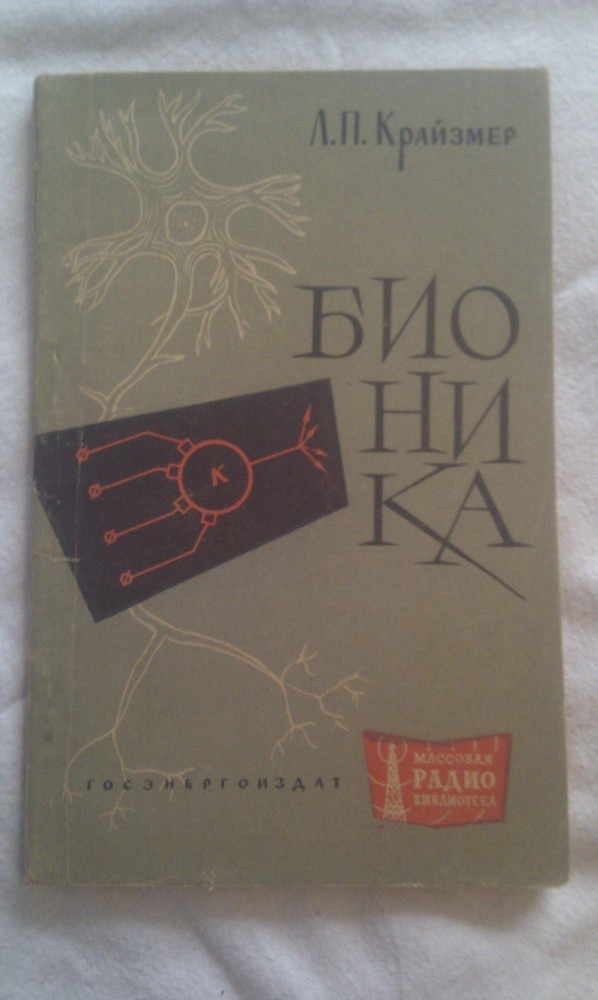 Л.П. Крайзмер
БИО
НИ
КА
К
ГОСЭНЕРГОИЗДАТ
МАССОВАЯ
РАДИО
БИБЛИОТЕКА